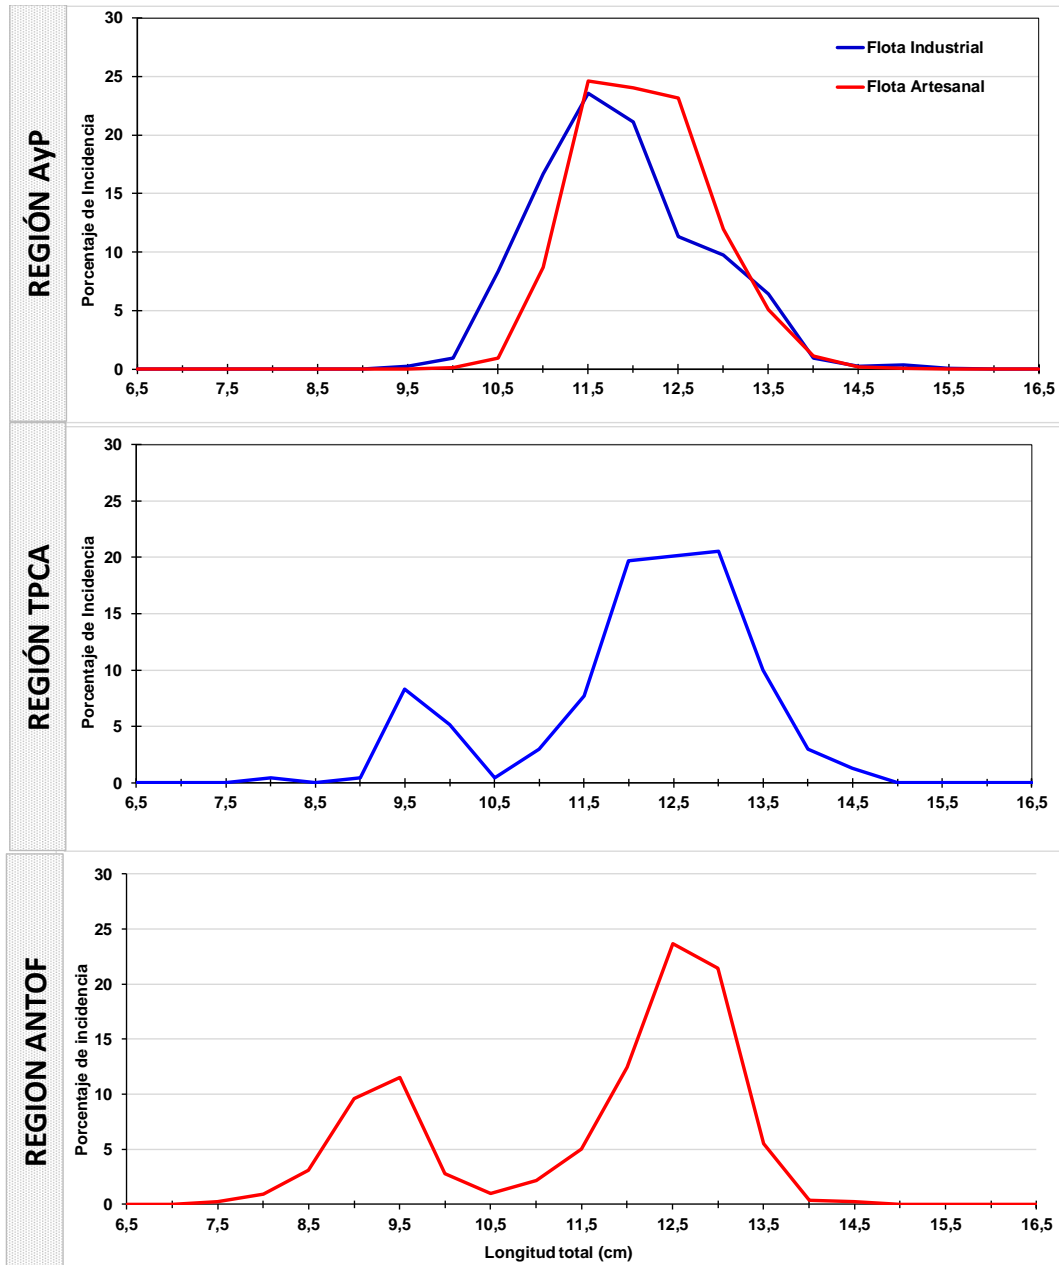 REGIÓN AyP
Porcentaje de Incidencia
30
25
20
15
10
5
0
Flota Industrial
Flota Artesanal
6,5 7,5 8,5 9,5 10,5 11,5 12,5 13,5 14,5 15,5 16,5
REGIÓN TPCA
Porcentaje de Incidencia
30
25
20
15
10
5
0
6,5 7,5 8,5 9,5 10,5 11,5 12,5 13,5 14,5 15,5 16,5
REGION ANTOF
Porcentaje de incidencia
30
25
20
15
10
5
0
6,5 7,5 8,5 9,5 10,5 11,5 12,5 13,5 14,5 15,5 16,5
Longitud total (cm)